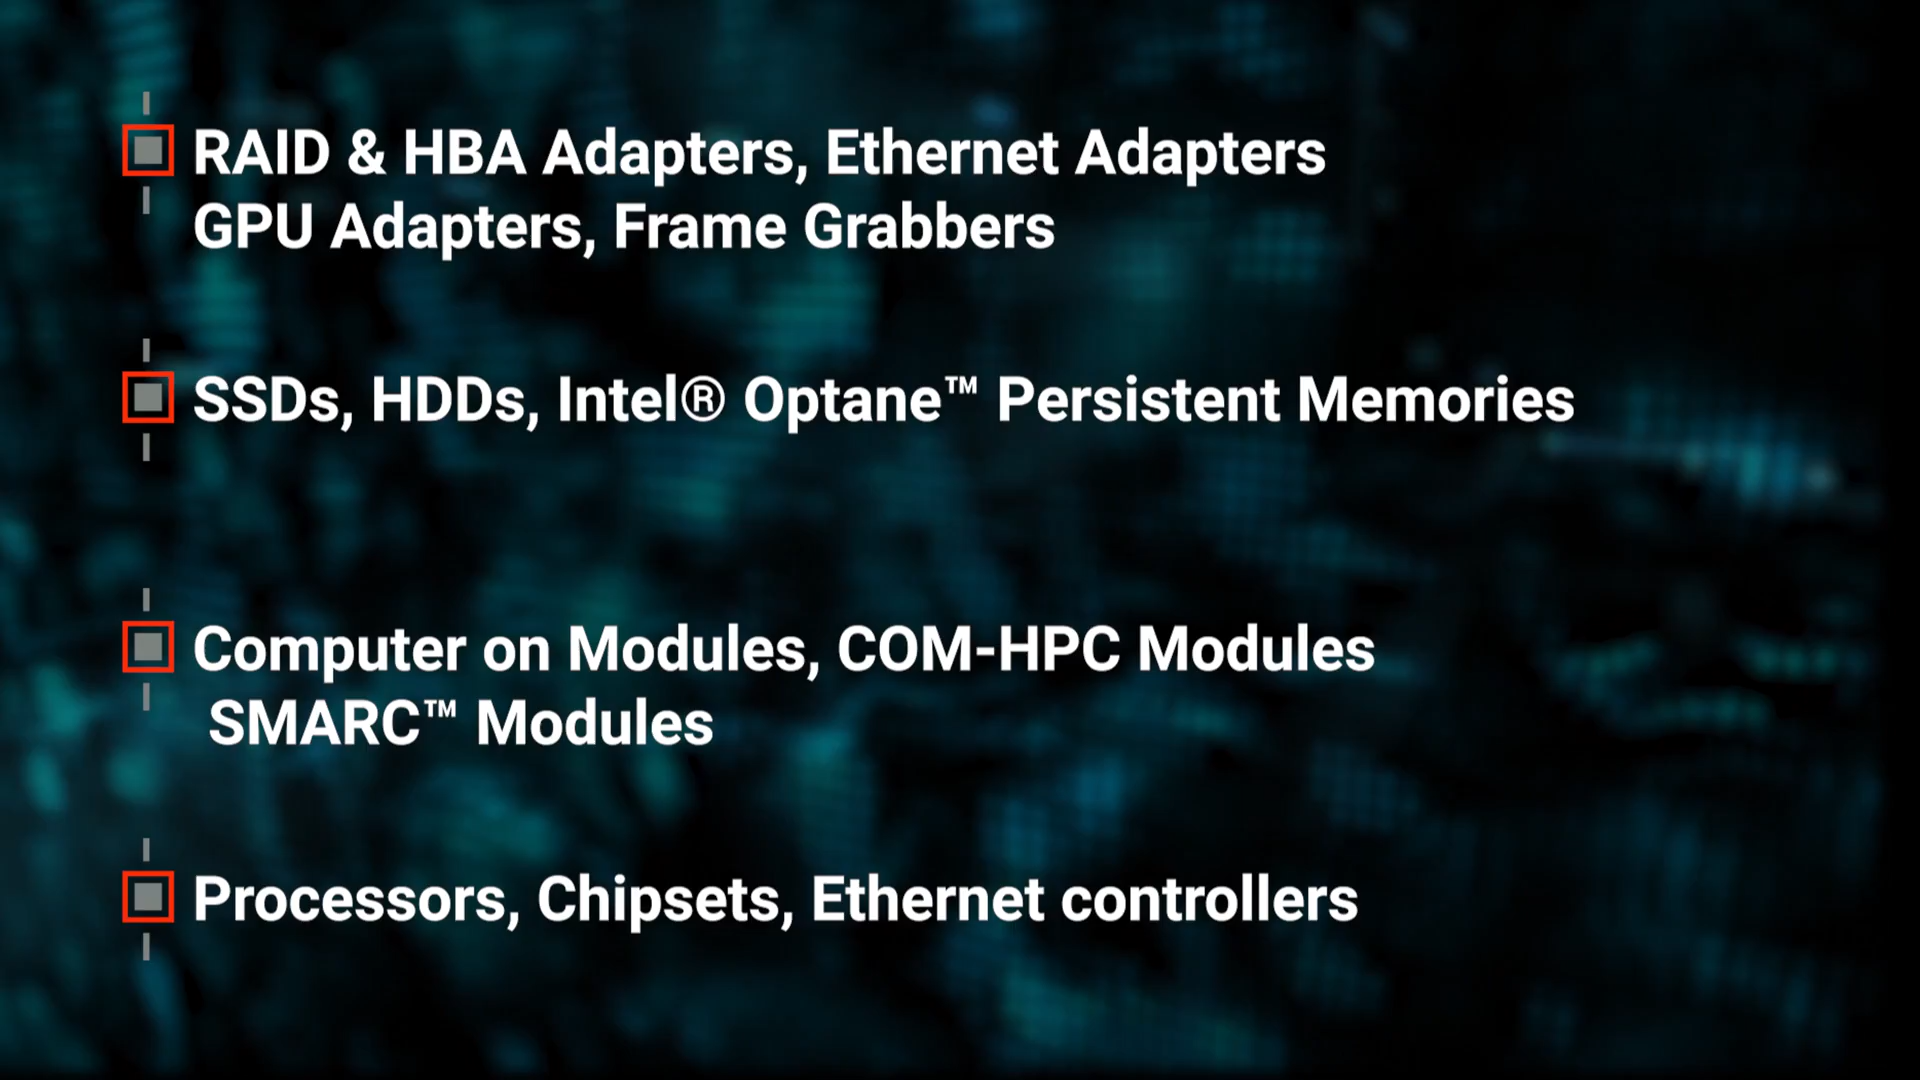 RAID & HBA Adapters, Ethernet Adapters
GPU Adapters, Frame Grabbers
SSDs, HDDs, Intel® Optane™ Persistent Memories
Computer on Modules, COM-HPC Modules
SMARC™ Modules
Processors, Chipsets, Ethernet controllers